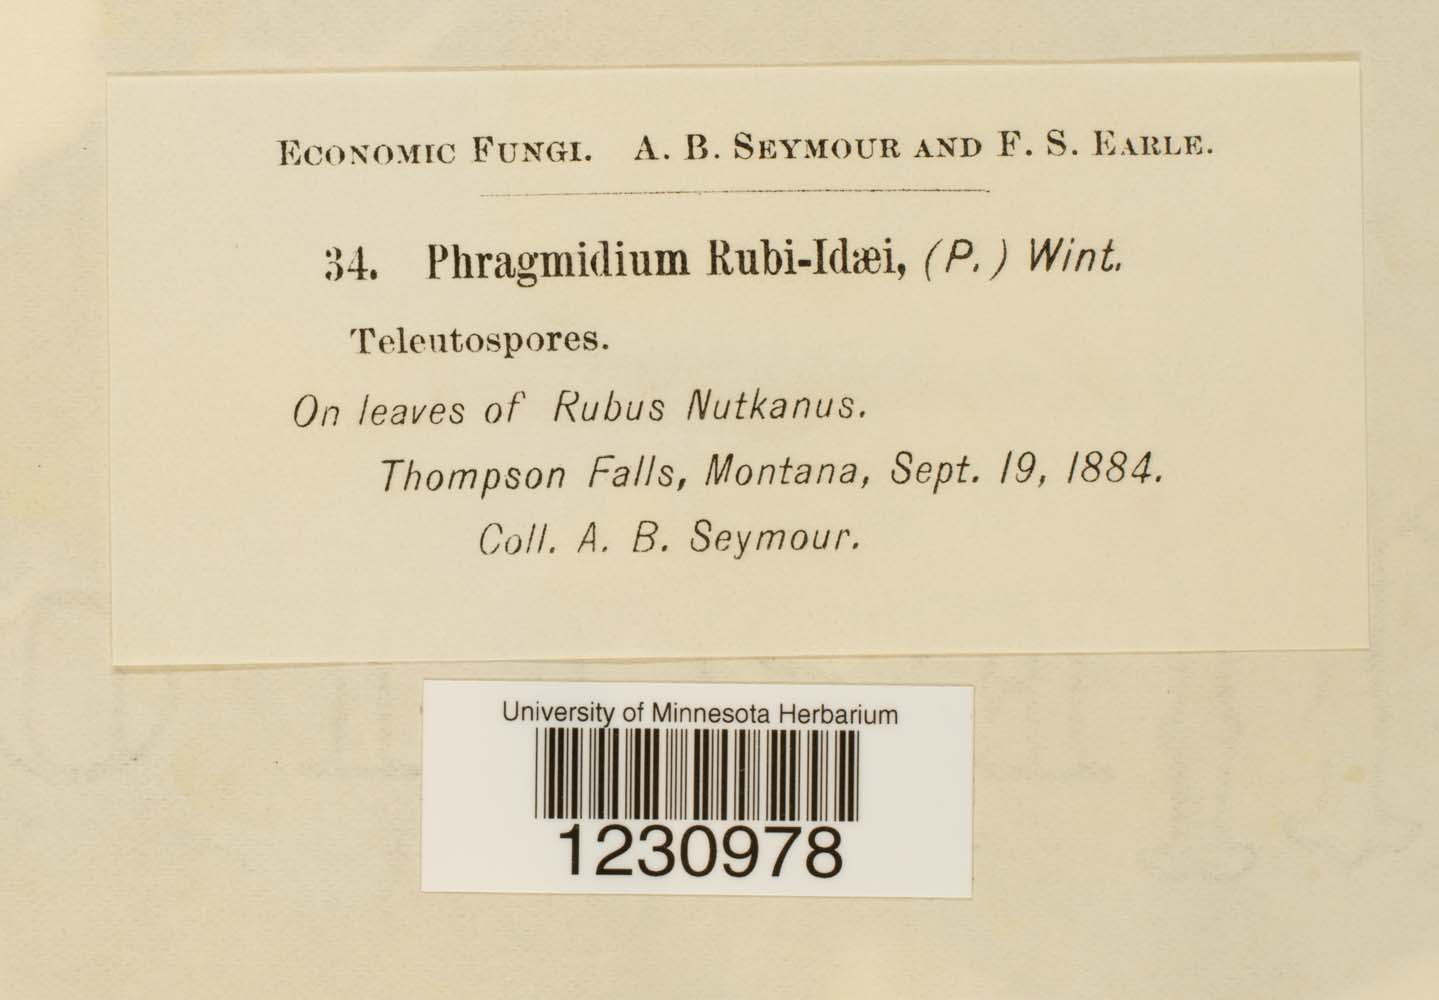 ECONOMIC FUNGI. A. B. SEYMOUR AND F. S. EARLE.
34. Phragmidium Rubi-Idæi, (P.) Wint.
Teleutospores.
On leaves of Rubus Nutkanus.
Thompson Falls, Montana, Sept. 19, 1884.
Coll. A. B. Seymour.
University of Minnesota Herbarium
1230978